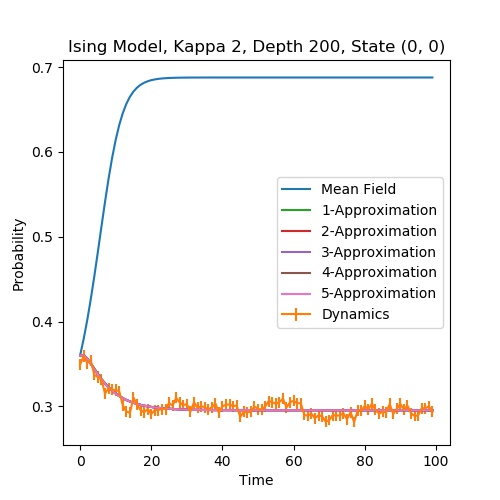 Ising Model, Kappa 2, Depth 200, State (0, 0)
0.7
0.6
0.5
0.4
0.3
Probability
Mean Field
1-Approximation
2-Approximation
3-Approximation
4-Approximation
5-Approximation
Dynamics
0 20 40 60 80 100
Time